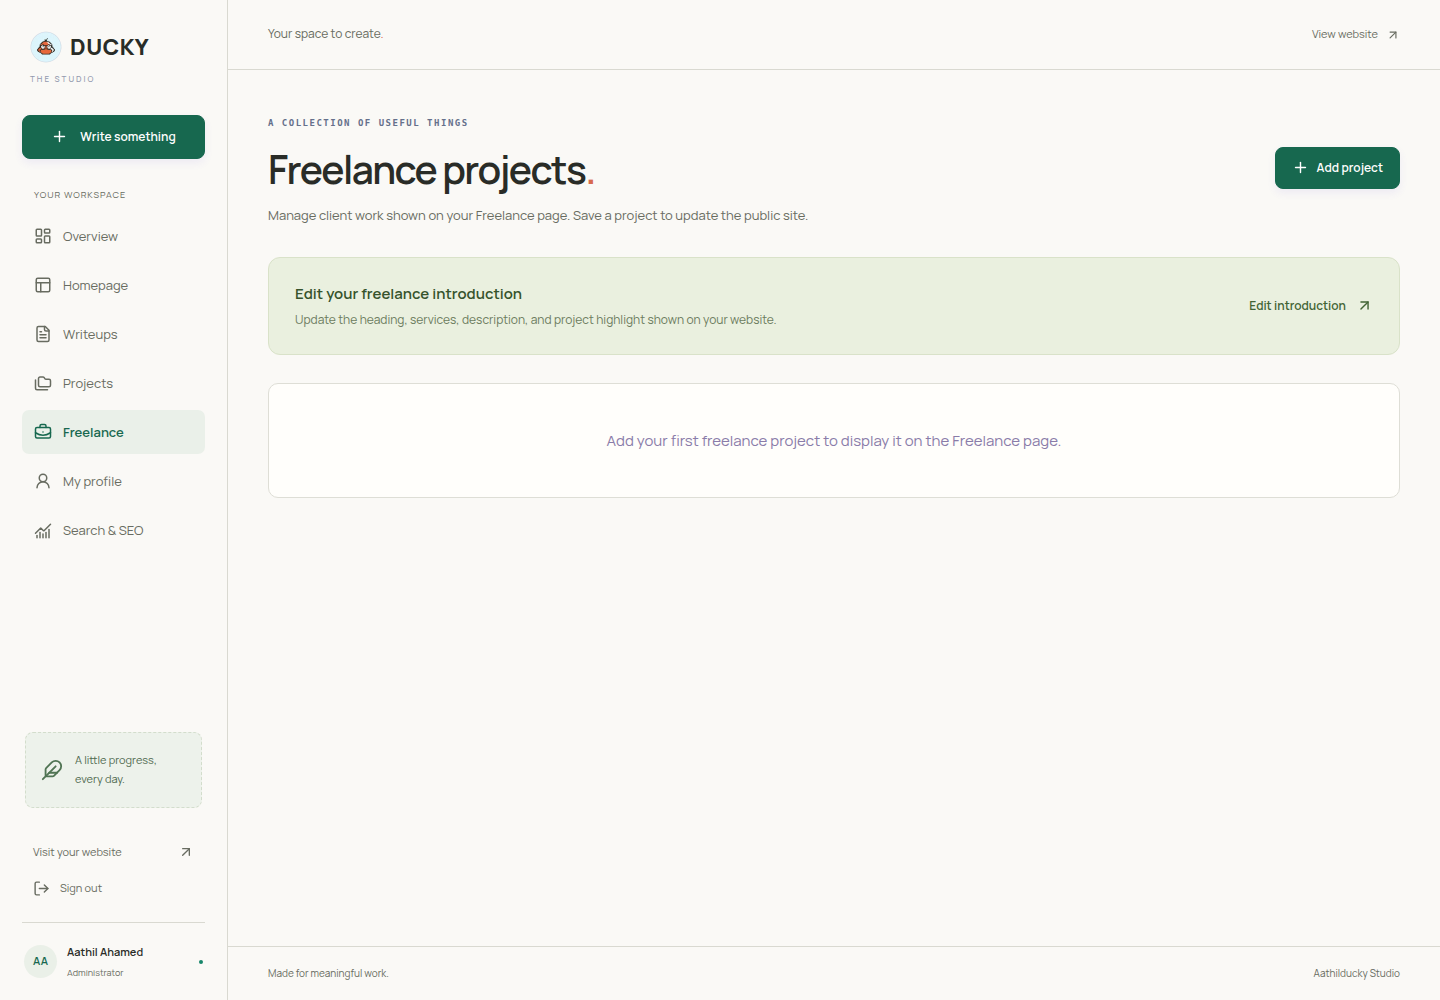 DUCKY
THE STUDIO
Write something
YOUR WORKSPACE
Overview
Homepage
Writeups
Projects
Freelance
My profile
Search & SEO
A little progress,
every day.
Visit your website
Sign out
AA
Aathil Ahamed
Administrator
Your space to create.
View website
A COLLECTION OF USEFUL THINGS
Freelance projects.
Add project
Manage client work shown on your Freelance page. Save a project to update the public site.
Edit your freelance introduction
Update the heading, services, description, and project highlight shown on your website.
Edit introduction
Add your first freelance project to display it on the Freelance page.
Made for meaningful work.
Aathilducky Studio